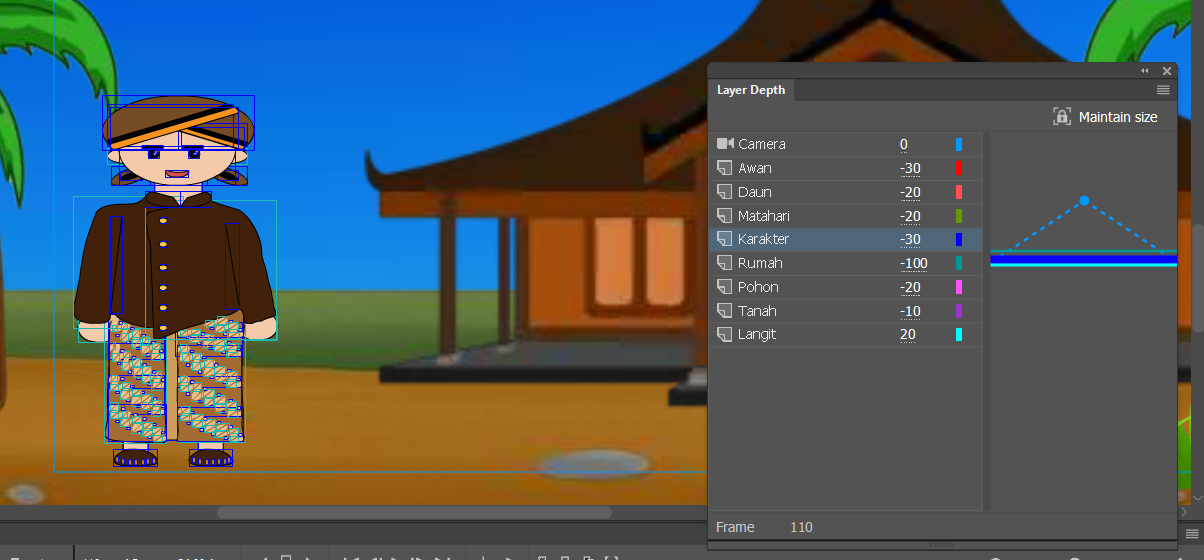 Layer Depth
Maintain size
Camera 0
Awan -30
Daun -20
Matahari -20
Karakter -30
Rumah -100
Pohon -20
Tanah -10
Langit 20
Frame 110